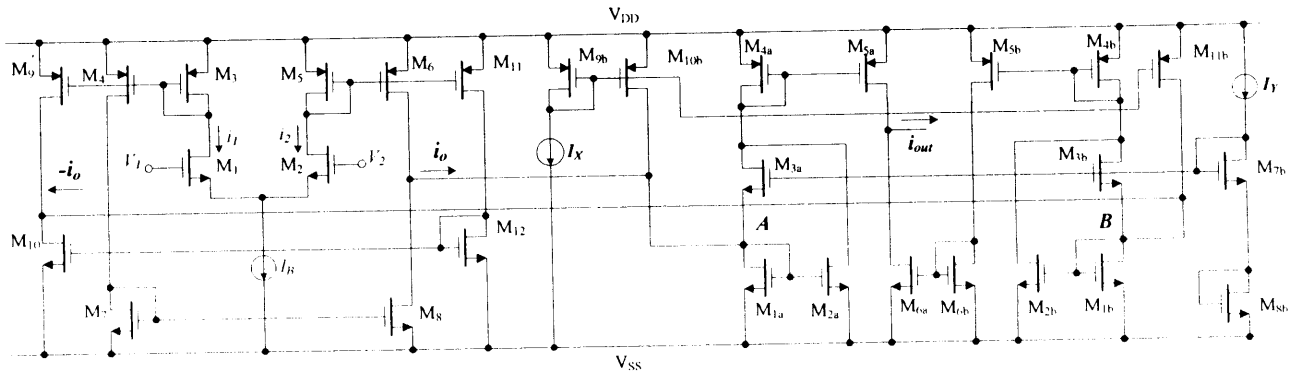 V_DD
M_9 M_4 M_3 M_5 M_6 M_11 M_9b M_10b M_4a M_5a M_5b M_4b M_11b
i_1 i_2 I_Y
V_1 M_1 M_2 V_2 I_X i_out
-i_o i_o M_3a M_3b M_7b
M_10 M_12 A B
I_B
M_7 M_8 M_1a M_2a M_6a M_6b M_2b M_1b M_8b
V_SS